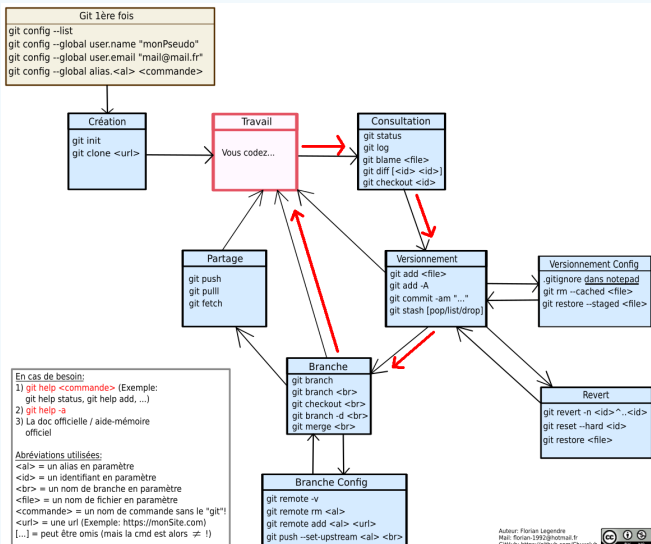 Git 1ère fois
git config --list
git config --global user.name "monPseudo"
git config --global user.email "mail@mail.fr"
git config --global alias.<al> <commande>
Création
git init
git clone <url>
Travail
Vous codez...
Consultation
git status
git log
git blame <file>
git diff [<id> <id>]
git checkout <id>
Partage
git push
git pulll
git fetch
Versionnement
git add <file>
git add -A
git commit -am "..."
git stash [pop/list/drop]
Versionnement Config
.gitignore dans notepad
git rm --cached <file>
git restore --staged <file>
Branche
git branch
git branch <br>
git checkout <br>
git branch -d <br>
git merge <br>
Revert
git revert -n <id>^..<id>
git reset --hard <id>
git restore <file>
Branche Config
git remote -v
git remote rm <al>
git remote add <al> <url>
git push --set-upstream <al> <br>
En cas de besoin:
1) git help <commande> (Exemple:
git help status, git help add, ...)
2) git help -a
3) La doc officielle / aide-mémoire
officiel
Abréviations utilisées:
<al> = un alias en paramètre
<id> = un identifiant en paramètre
<br> = un nom de branche en paramètre
<file> = un nom de fichier en paramètre
<commande> = un nom de commande sans le "git"!
<url> = une url (Exemple: https://monSite.com)
[...] = peut être omis (mais la cmd est alors ≠ !)
Auteur: Florian Legendre
Mail: florian-1992@hotmail.fr